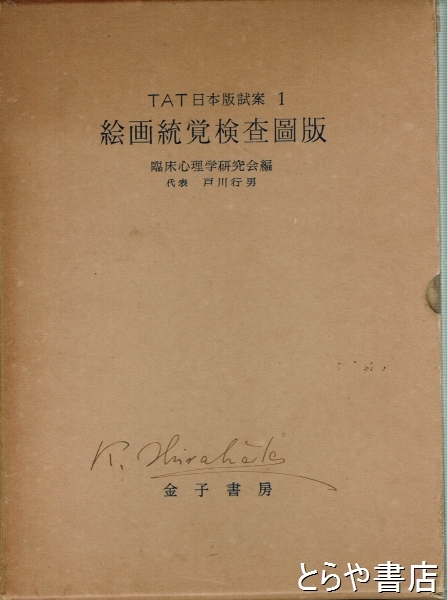 TAT日本版試案 1
絵画統覚検査圖版
臨床心理学研究会編
代表 戸川行男
金子書房
とらや書店